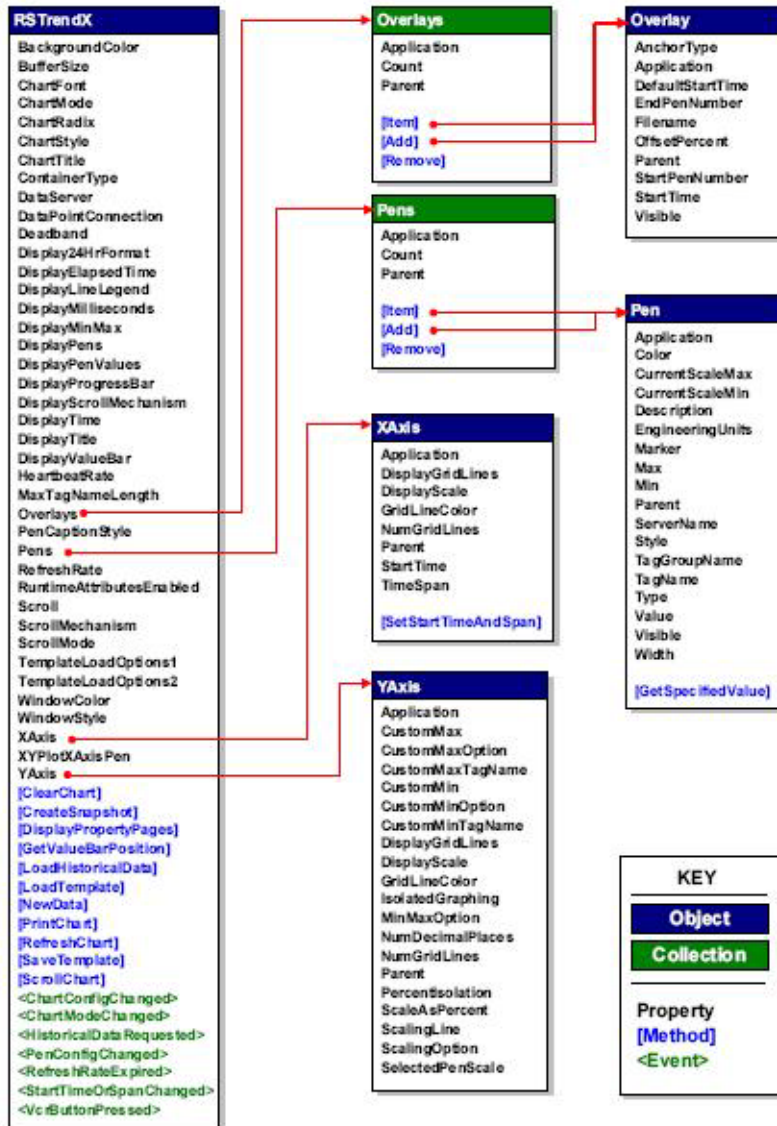 RSTrendX
BackgroundColor
BufferSize
ChartFont
ChartMode
ChartRadix
ChartStyle
ChartTitle
ContainerType
DataServer
DataPointConnection
Deadband
Display24HrFormat
DisplayElapsedTime
DisplayLineLegend
DisplayMilliseconds
DisplayMinMax
DisplayPens
DisplayPenValues
DisplayProgressBar
DisplayScrollMechanism
DisplayTime
DisplayTitle
DisplayValueBar
HeartbeatRate
MaxTagNameLength
Overlays
PenCaptionStyle
Pens
RefreshRate
RuntimeAttributesEnabled
Scroll
ScrollMechanism
ScrollMode
TemplateLoadOptions1
TemplateLoadOptions2
WindowColor
WindowStyle
XAxis
XYPlotXAxisPen
YAxis
[ClearChart]
[CreateSnapshot]
[DisplayPropertyPages]
[GetValueBarPosition]
[LoadHistoricalData]
[LoadTemplate]
[NewData]
[PrintChart]
[RefreshChart]
[SaveTemplate]
[ScrollChart]
<ChartConfigChanged>
<ChartModeChanged>
<HistoricalDataRequested>
<PenConfigChanged>
<RefreshRateExpired>
<StartTimeOrSpanChanged>
<VcrButtonPressed>
Overlays
Application
Count
Parent
[Item]
[Add]
[Remove]
Pens
Application
Count
Parent
[Item]
[Add]
[Remove]
XAxis
Application
DisplayGridLines
DisplayScale
GridLineColor
NumGridLines
Parent
StartTime
TimeSpan
[SetStartTimeAndSpan]
YAxis
Application
CustomMax
CustomMaxOption
CustomMaxTagName
CustomMin
CustomMinOption
CustomMinTagName
DisplayGridLines
DisplayScale
GridLineColor
IsolatedGraphing
MinMaxOption
NumDecimalPlaces
NumGridLines
Parent
PercentIsolation
ScaleAsPercent
ScalingLine
ScalingOption
SelectedPenScale
Overlay
AnchorType
Application
DefaultStartTime
EndPenNumber
Filename
OffsetPercent
Parent
StartPenNumber
StartTime
Visible
Pen
Application
Color
CurrentScaleMax
CurrentScaleMin
Description
EngineeringUnits
Marker
Max
Min
Parent
ServerName
Style
TagGroupName
TagName
Type
Value
Visible
Width
[GetSpecifiedValue]
KEY
Object
Collection
Property
[Method]
<Event>